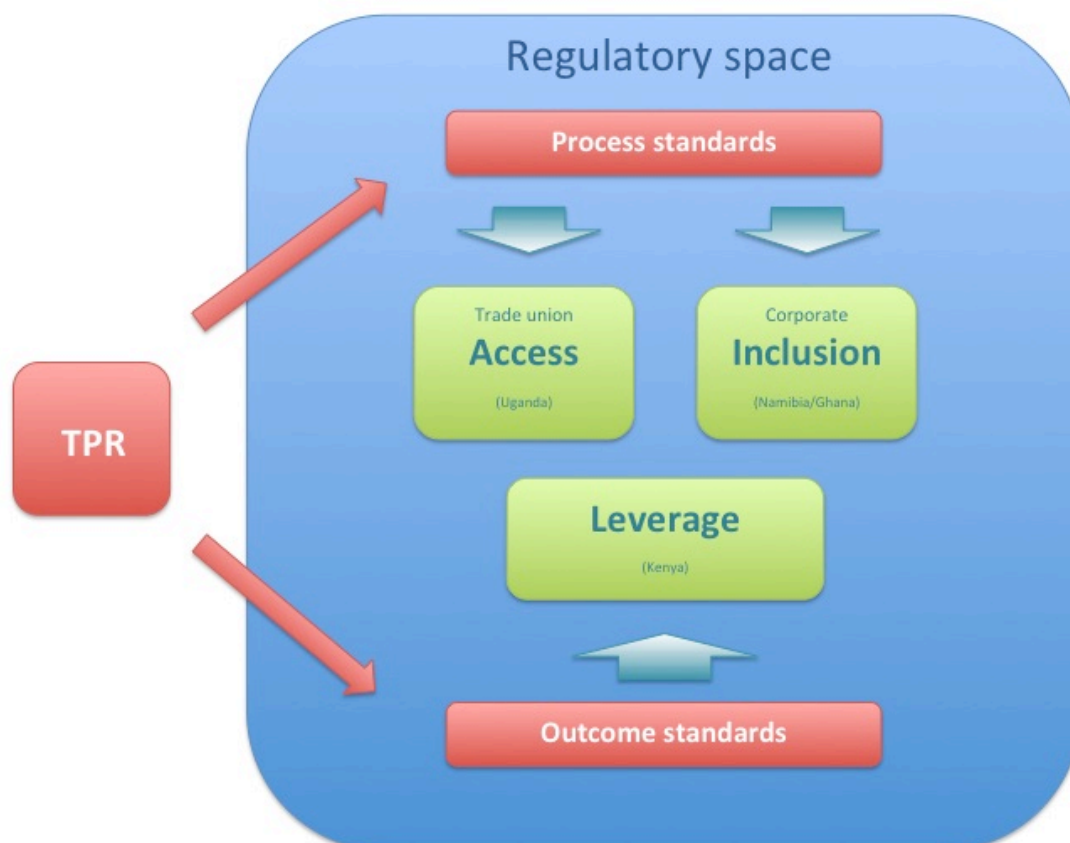 Regulatory space
Process standards
Trade union
Access
(Uganda)
Corporate
Inclusion
(Namibia/Ghana)
TPR
Leverage
(Kenya)
Outcome standards